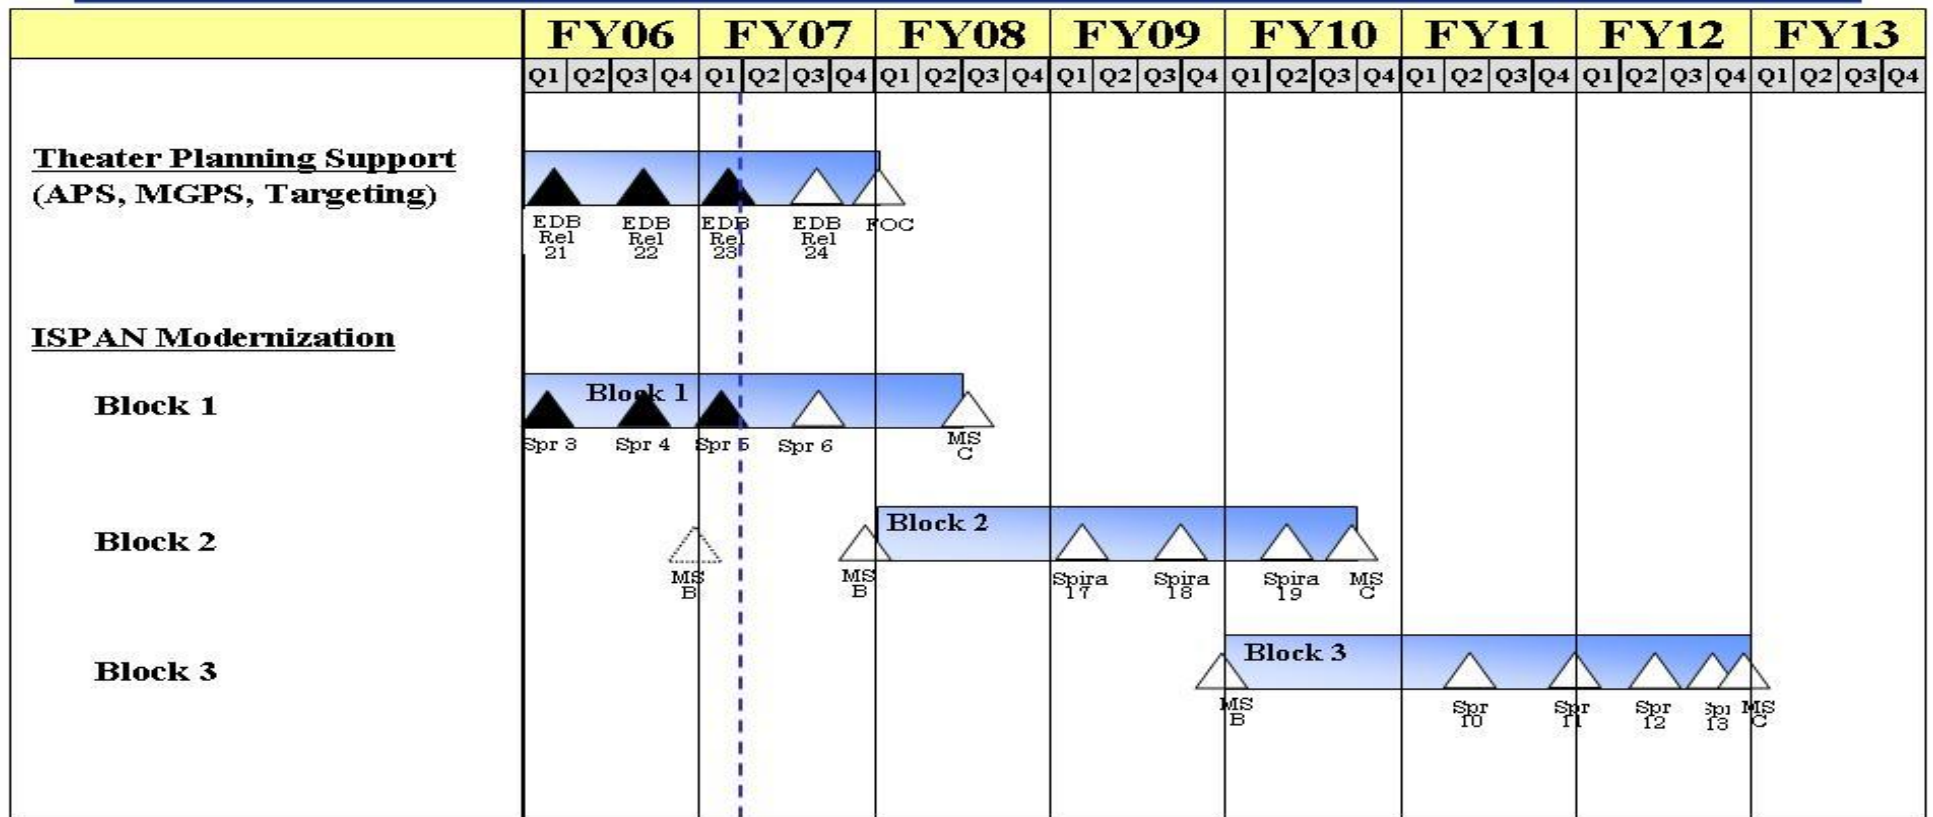 FY06 FY07 FY08 FY09 FY10 FY11 FY12 FY13
Q1 Q2 Q3 Q4 Q1 Q2 Q3 Q4 Q1 Q2 Q3 Q4 Q1 Q2 Q3 Q4 Q1 Q2 Q3 Q4 Q1 Q2 Q3 Q4 Q1 Q2 Q3 Q4 Q1 Q2 Q3 Q4
Theater Planning Support
(APS, MGPS, Targeting)
EDB EDB EDB EDB FOC
Rel Rel Rel Rel
21 22 23 24
ISPAN Modernization
Block 1
Block 1
Spr 3 Spr 4 Spr 5 Spr 6 MS
C
Block 2
Block 2
MS MS Spira Spira Spira MS
B B 17 18 19 C
Block 3
Block 3
MS Spr Spr Spr Spr MS
B 10 11 12 13 C